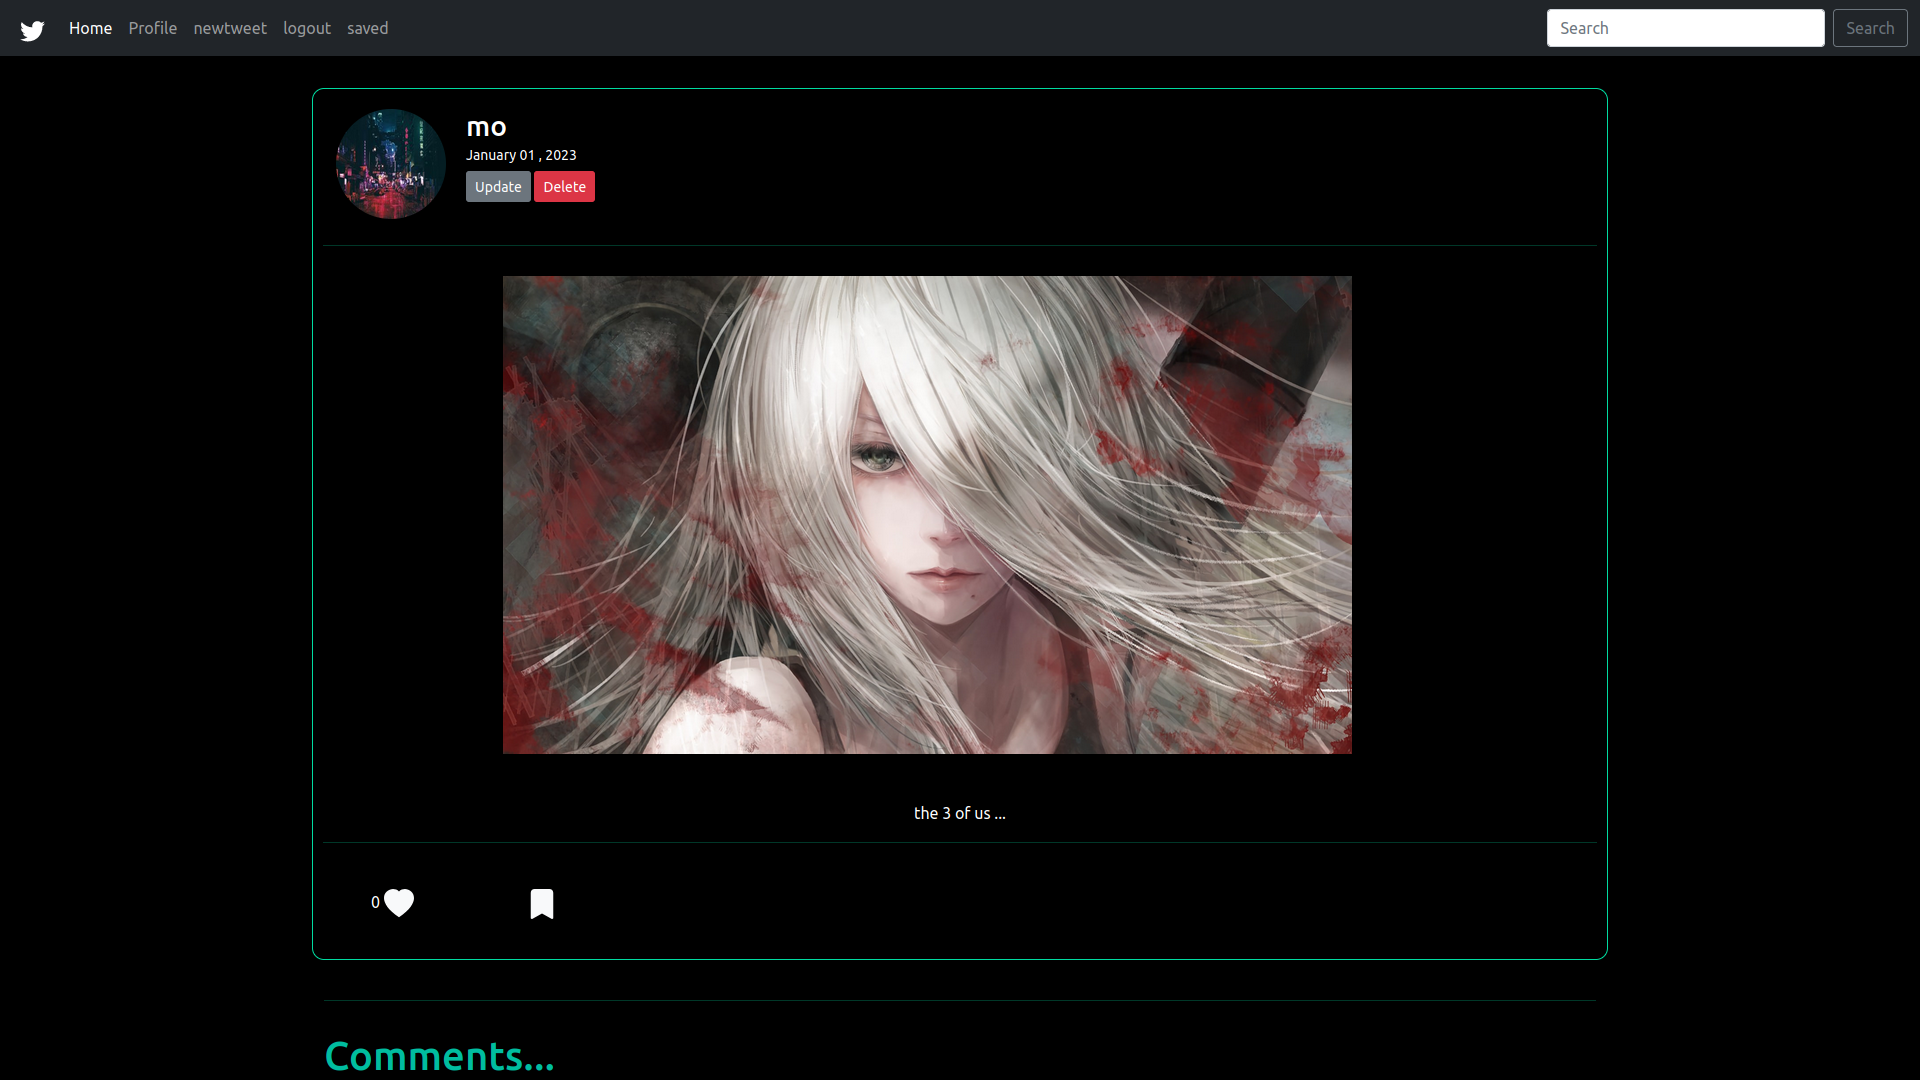 Home Profile newtweet logout saved Search Search
mo
January 01 , 2023
Update Delete
the 3 of us ...
0
Comments...